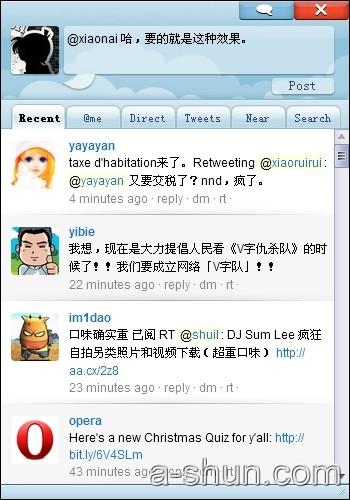 @xiaonai 哈，要的就是这种效果。
Post
Recent @me Direct Tweets Near Search
yayayan
taxe d'habitation来了。Retweeting @xiaoruirui:
@yayayan 又要交税了？nnd，疯了。
4 minutes ago · reply · dm · rt ·
yibie
我想，现在是大力提倡人民看《V字仇杀队》的时
候了！！我们要成立网络「V字队」！！
22 minutes ago · reply · dm · rt ·
im1dao
口味确实重 已阅 RT @shuil: DJ Sum Lee 疯狂
自拍另类照片和视频下载（超重口味）http://
aa.cx/2z8
23 minutes ago · reply · dm · rt ·
opera
Here's a new Christmas Quiz for y'all: http://
bit.ly/6V4SLm
43 minutes ago · reply · dm · rt ·
a-shun.com